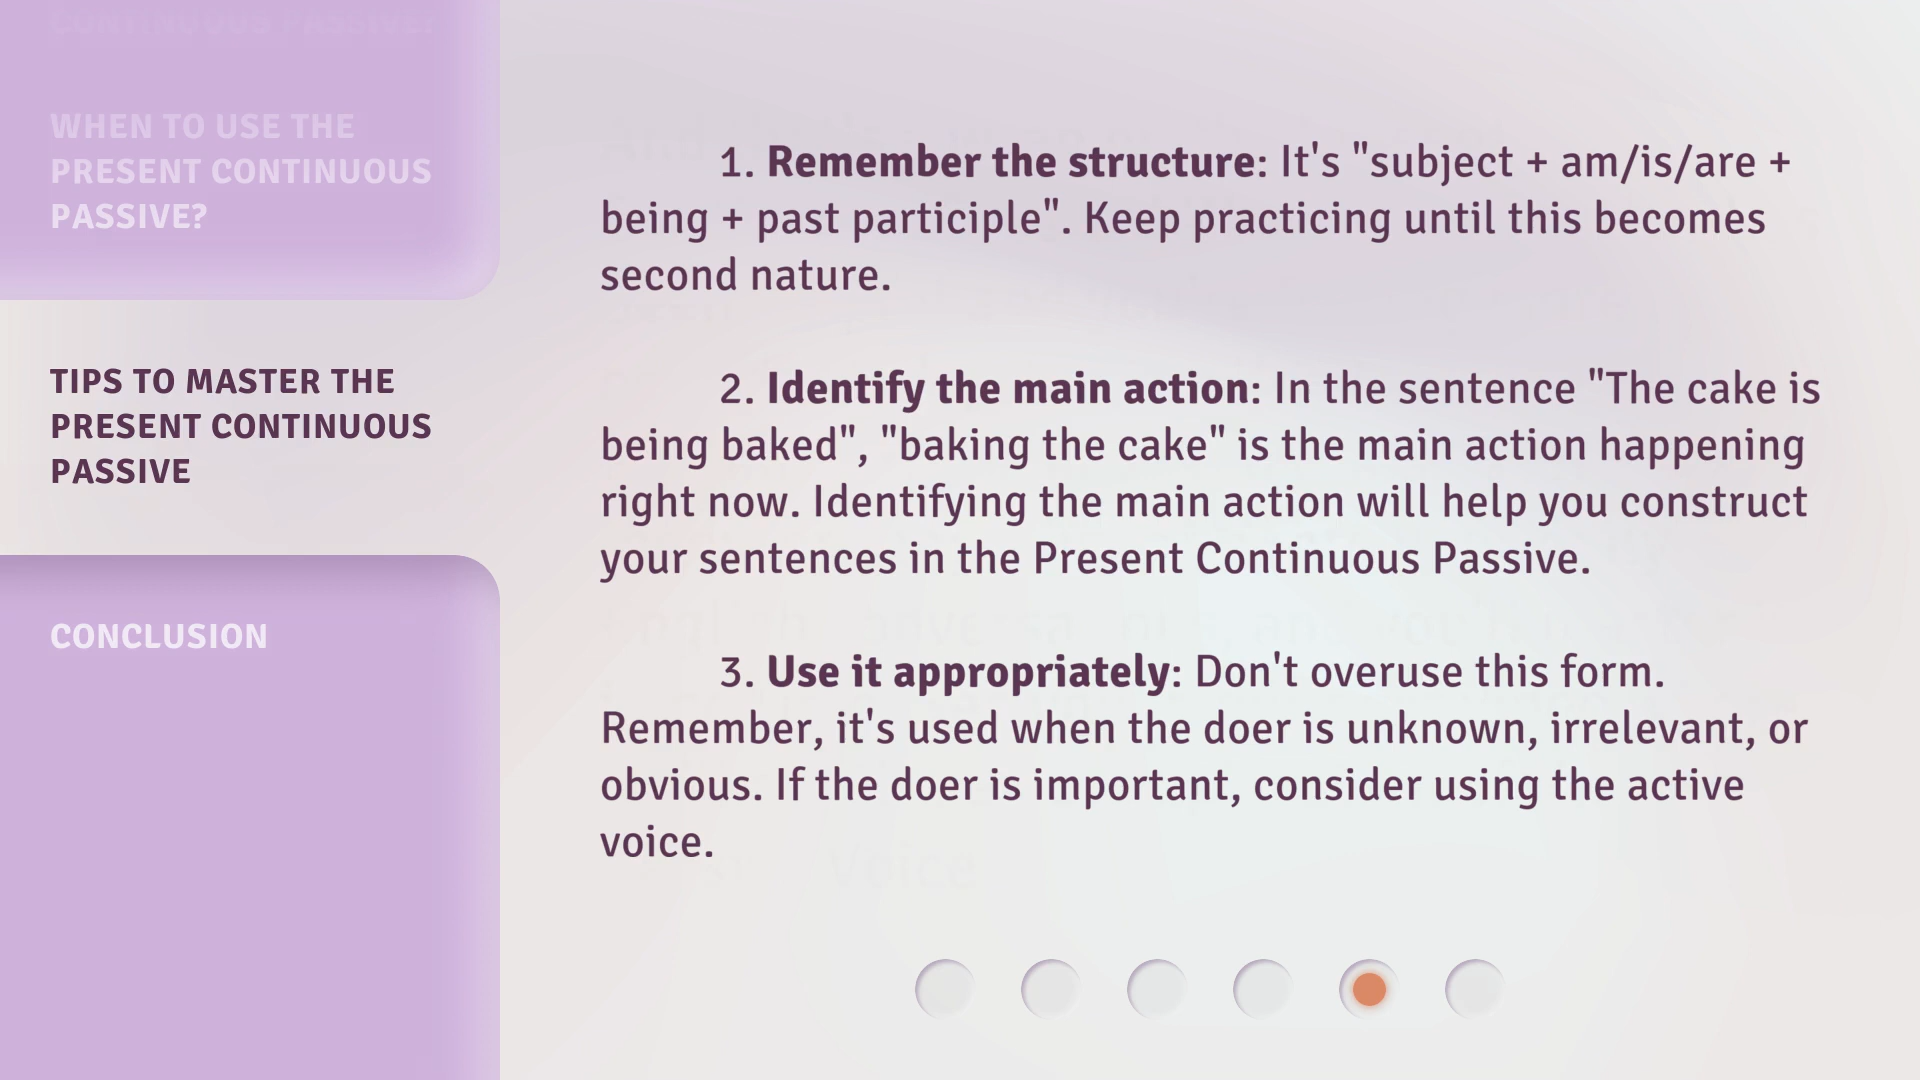 CONTINUOUS PASSIVE?
WHEN TO USE THE
PRESENT CONTINUOUS
PASSIVE?
TIPS TO MASTER THE
PRESENT CONTINUOUS
PASSIVE
CONCLUSION
1. Remember the structure: It's "subject + am/is/are +
being + past participle". Keep practicing until this becomes
second nature.
2. Identify the main action: In the sentence "The cake is
being baked", "baking the cake" is the main action happening
right now. Identifying the main action will help you construct
your sentences in the Present Continuous Passive.
3. Use it appropriately: Don't overuse this form.
Remember, it's used when the doer is unknown, irrelevant, or
obvious. If the doer is important, consider using the active
voice.
Voice